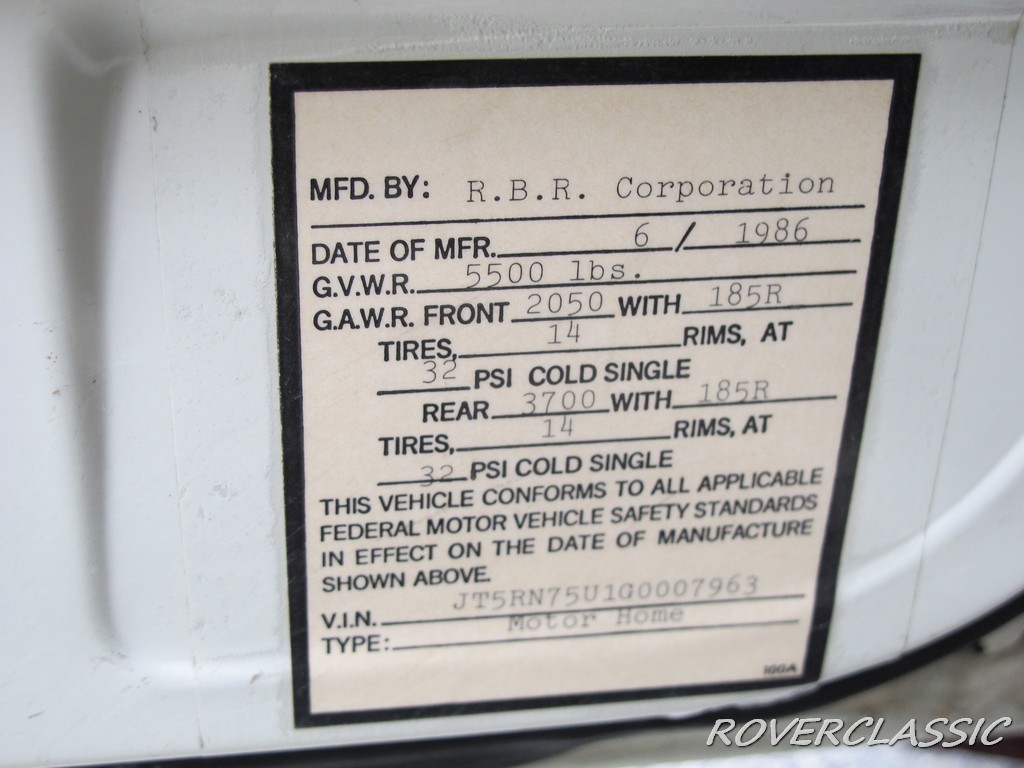 MFD. BY: R.B.R. Corporation
DATE OF MFR. 6 / 1986
G.V.W.R. 5500 lbs.
G.A.W.R. FRONT 2050 WITH 185R
TIRES, 14 RIMS, AT
32 PSI COLD SINGLE
REAR 3700 WITH 185R
TIRES, 14 RIMS, AT
32 PSI COLD SINGLE
THIS VEHICLE CONFORMS TO ALL APPLICABLE
FEDERAL MOTOR VEHICLE SAFETY STANDARDS
IN EFFECT ON THE DATE OF MANUFACTURE
SHOWN ABOVE.
V.I.N. JT5RN75U1G0007963
TYPE: Motor Home
ROVERCLASSIC